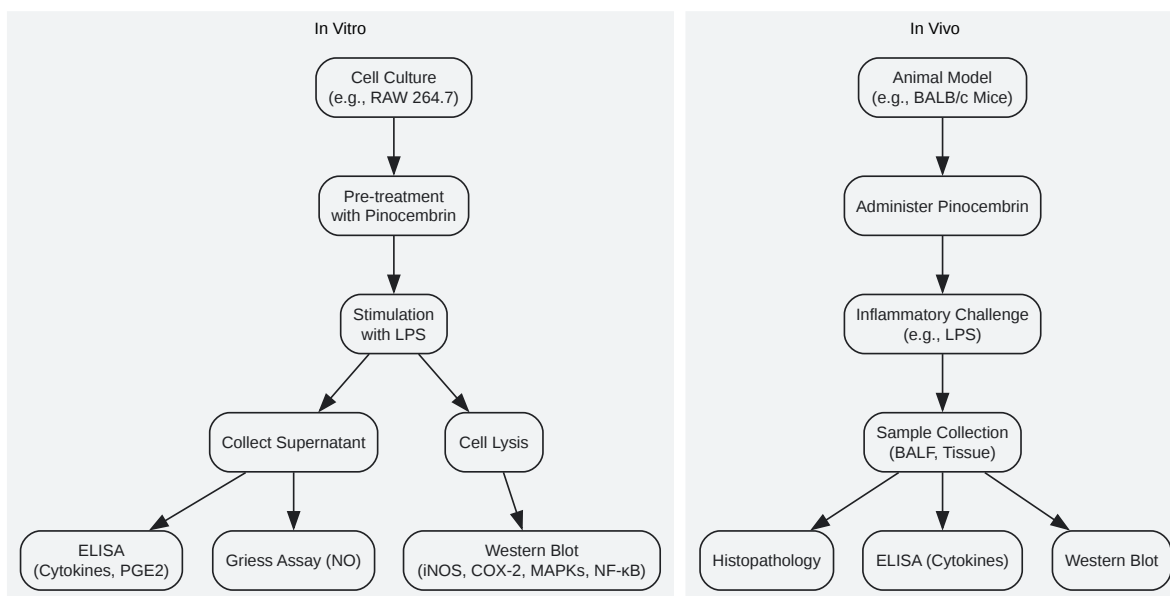 In Vitro
Cell Culture
(e.g., RAW 264.7)
Pre-treatment
with Pinocembrin
Stimulation
with LPS
Collect Supernatant
Cell Lysis
ELISA
(Cytokines, PGE2)
Griess Assay (NO)
Western Blot
(iNOS, COX-2, MAPKs, NF-κB)
In Vivo
Animal Model
(e.g., BALB/c Mice)
Administer Pinocembrin
Inflammatory Challenge
(e.g., LPS)
Sample Collection
(BALF, Tissue)
Histopathology
ELISA (Cytokines)
Western Blot